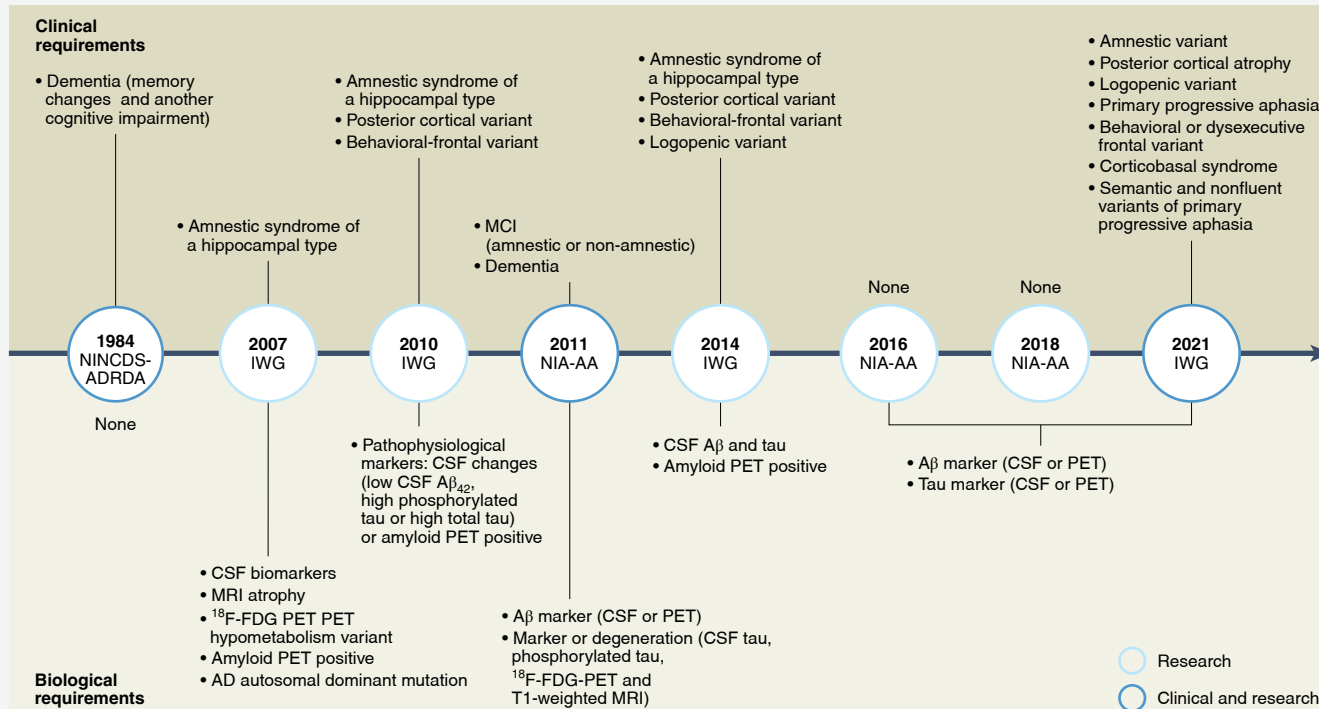 Clinical
requirements
• Dementia (memory
changes and another
cognitive impairment)
• Amnestic syndrome of
a hippocampal type
• Amnestic syndrome of
a hippocampal type
• Posterior cortical variant
• Behavioral-frontal variant
• MCI
(amnestic or non-amnestic)
• Dementia
• Amnestic syndrome of
a hippocampal type
• Posterior cortical variant
• Behavioral-frontal variant
• Logopenic variant
None
None
• Amnestic variant
• Posterior cortical atrophy
• Logopenic variant
• Primary progressive aphasia
• Behavioral or dysexecutive
frontal variant
• Corticobasal syndrome
• Semantic and nonfluent
variants of primary
progressive aphasia
1984
NINCDS-
ADRDA
2007
IWG
2010
IWG
2011
NIA-AA
2014
IWG
2016
NIA-AA
2018
NIA-AA
2021
IWG
None
• CSF biomarkers
• MRI atrophy
• ¹⁸F-FDG PET PET
hypometabolism variant
• Amyloid PET positive
• AD autosomal dominant mutation
• Pathophysiological
markers: CSF changes
(low CSF Aβ₄₂,
high phosphorylated
tau or high total tau)
or amyloid PET positive
• Aβ marker (CSF or PET)
• Marker or degeneration (CSF tau,
phosphorylated tau,
¹⁸F-FDG-PET and
T1-weighted MRI)
• CSF Aβ and tau
• Amyloid PET positive
• Aβ marker (CSF or PET)
• Tau marker (CSF or PET)
Biological
requirements
Research
Clinical and research